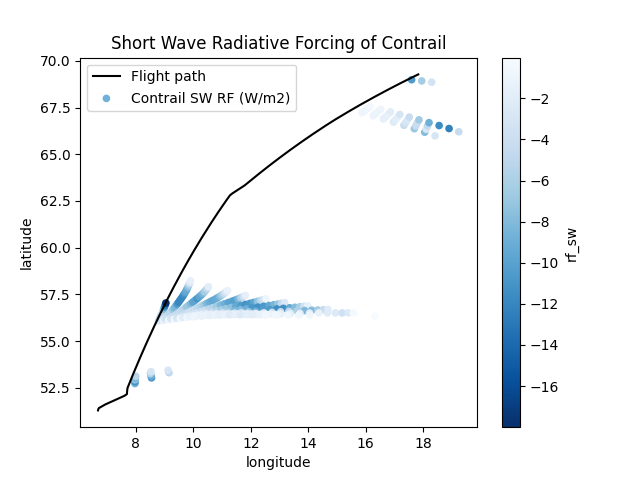 Short Wave Radiative Forcing of Contrail
Flight path
Contrail SW RF (W/m2)
70.0
67.5
65.0
62.5
60.0
57.5
55.0
52.5
latitude
8 10 12 14 16 18
longitude
−2
−4
−6
−8
−10
−12
−14
−16
rf_sw